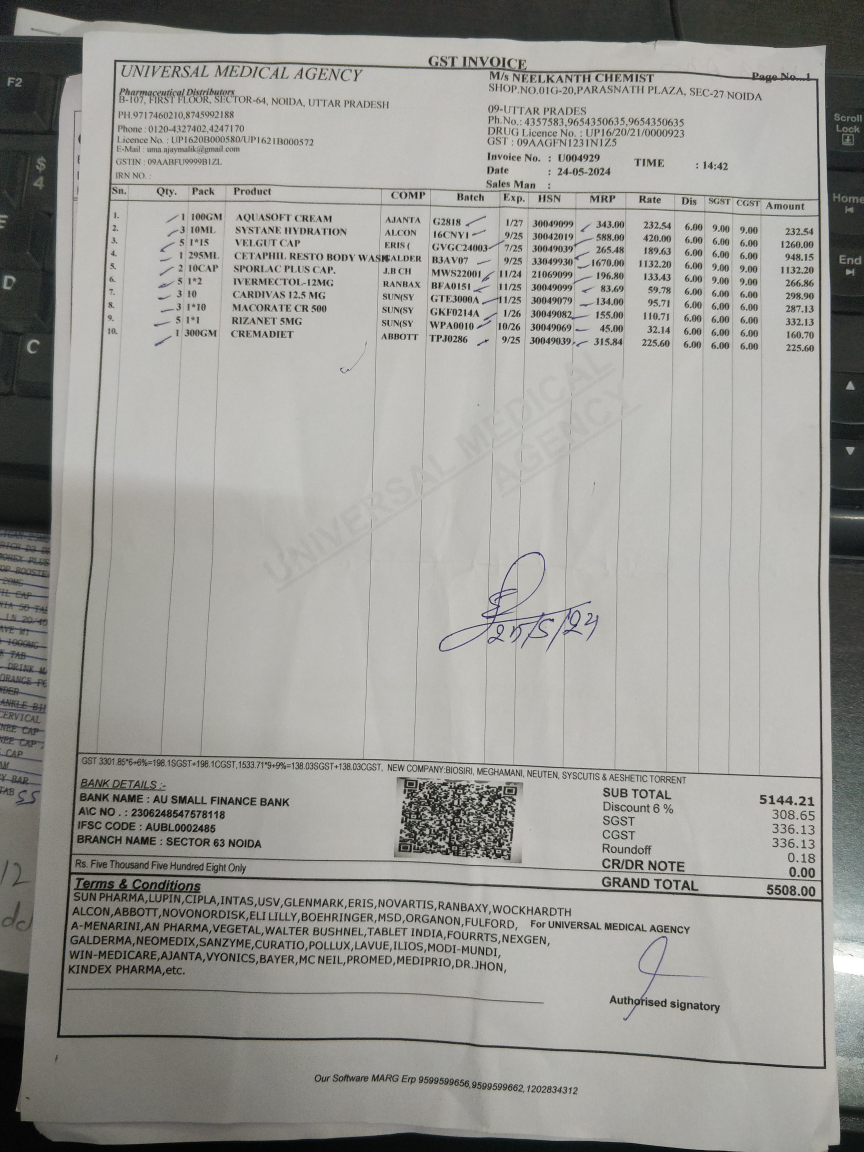 GST INVOICE
UNIVERSAL MEDICAL AGENCY
Pharmaceutical Distributors
B-107, FIRST FLOOR, SECTOR-64, NOIDA, UTTAR PRADESH
PH.9717460210,8745992188
Phone : 0120-4327402,4247170
Licence No. : UP1620B000580/UP1621B000572
E-Mail : uma.ajaymalik@gmail.com
GSTIN : 09AABFU9999B1ZL
IRN NO. :
Page No...1
M/s NEELKANTH CHEMIST
SHOP.NO.01G-20,PARASNATH PLAZA, SEC-27 NOIDA
09-UTTAR PRADES
Ph.No.: 4357583,9654350635,9654350635
DRUG Licence No. : UP16/20/21/0000923
GST : 09AAGFN1231N1Z5
Invoice No. : U004929 TIME : 14:42
Date : 24-05-2024
Sales Man :
Sn. Qty. Pack Product COMP Batch Exp. HSN MRP Rate Dis SGST CGST Amount
1. 1 100GM AQUASOFT CREAM AJANTA G2818 1/27 30049099 343.00 232.54 6.00 9.00 9.00 232.54
2. 3 10ML SYSTANE HYDRATION ALCON 16CNY1 9/25 30042019 588.00 420.00 6.00 6.00 6.00 1260.00
3. 5 1*15 VELGUT CAP ERIS ( GVGC24003 7/25 30049039 265.48 189.63 6.00 6.00 6.00 948.15
4. 1 295ML CETAPHIL RESTO BODY WASH GALDER B3AV07 9/25 33049930 1670.00 1132.20 6.00 9.00 9.00 1132.20
5. 2 10CAP SPORLAC PLUS CAP. J.B CH MWS22001 11/24 21069099 196.80 133.43 6.00 6.00 6.00 266.86
6. 5 1*2 IVERMECTOL-12MG RANBAX BFA0151 11/25 30049099 83.69 59.78 6.00 6.00 6.00 298.90
7. 3 10 CARDIVAS 12.5 MG SUN(SY GTE3000A 11/25 30049079 134.00 95.71 6.00 6.00 6.00 287.13
8. 3 1*10 MACORATE CR 500 SUN(SY GKF0214A 1/26 30049082 155.00 110.71 6.00 6.00 6.00 332.13
9. 5 1*1 RIZANET 5MG SUN(SY WPA0010 10/26 30049069 45.00 32.14 6.00 6.00 6.00 160.70
10. 1 300GM CREMADIET ABBOTT TPJ0286 9/25 30049039 315.84 225.60 6.00 6.00 6.00 225.60
UNIVERSAL MEDICAL
AGENCY
25/5/24
GST 3301.85*6+6%=198.1SGST+198.1CGST,1533.71*9+9%=138.03SGST+138.03CGST, NEW COMPANY:BIOSIRI, MEGHAMANI, NEUTEN, SYSCUTIS & AESHETIC TORRENT
BANK DETAILS :-
BANK NAME : AU SMALL FINANCE BANK
A\C NO . : 2306248547578118
IFSC CODE : AUBL0002485
BRANCH NAME : SECTOR 63 NOIDA
SUB TOTAL 5144.21
Discount 6 % 308.65
SGST 336.13
CGST 336.13
Roundoff 0.18
CR/DR NOTE 0.00
Rs. Five Thousand Five Hundred Eight Only
GRAND TOTAL 5508.00
Terms & Conditions
SUN PHARMA,LUPIN,CIPLA,INTAS,USV,GLENMARK,ERIS,NOVARTIS,RANBAXY,WOCKHARDTH
ALCON,ABBOTT,NOVONORDISK,ELI LILLY,BOEHRINGER,MSD,ORGANON,FULFORD,
A-MENARINI,AN PHARMA,VEGETAL,WALTER BUSHNEL,TABLET INDIA,FOURRTS,NEXGEN,
GALDERMA,NEOMEDIX,SANZYME,CURATIO,POLLUX,LAVUE,ILIOS,MODI-MUNDI,
WIN-MEDICARE,AJANTA,VYONICS,BAYER,MC NEIL,PROMED,MEDIPRIO,DR.JHON,
KINDEX PHARMA,etc.
For UNIVERSAL MEDICAL AGENCY
Authorised signatory
Our Software MARG Erp 9599599656,9599599662,1202834312
F2
$
4
D
C
Scroll
Lock
Home
End
CERVICAL